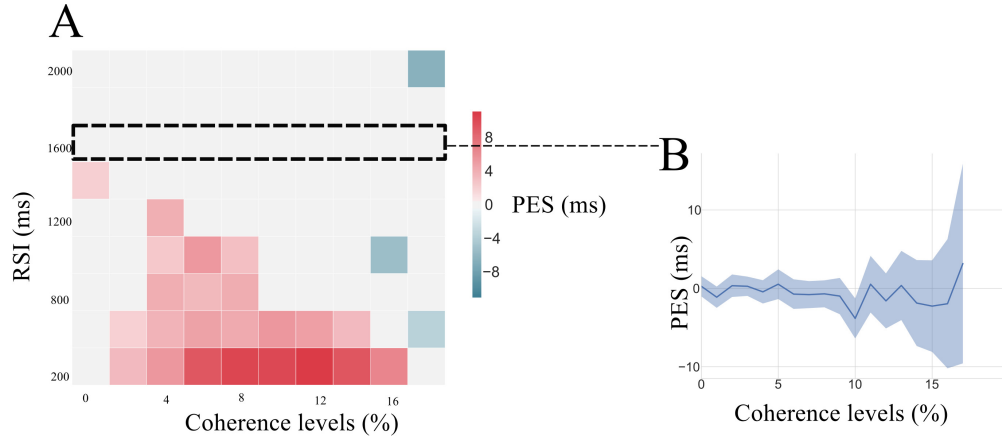 A
2000
1600
1200
800
200
RSI (ms)
0 4 8 12 16
Coherence levels (%)
8
4
0
−4
−8
PES (ms)
B
10
0
−10
PES (ms)
0 5 10 15
Coherence levels (%)